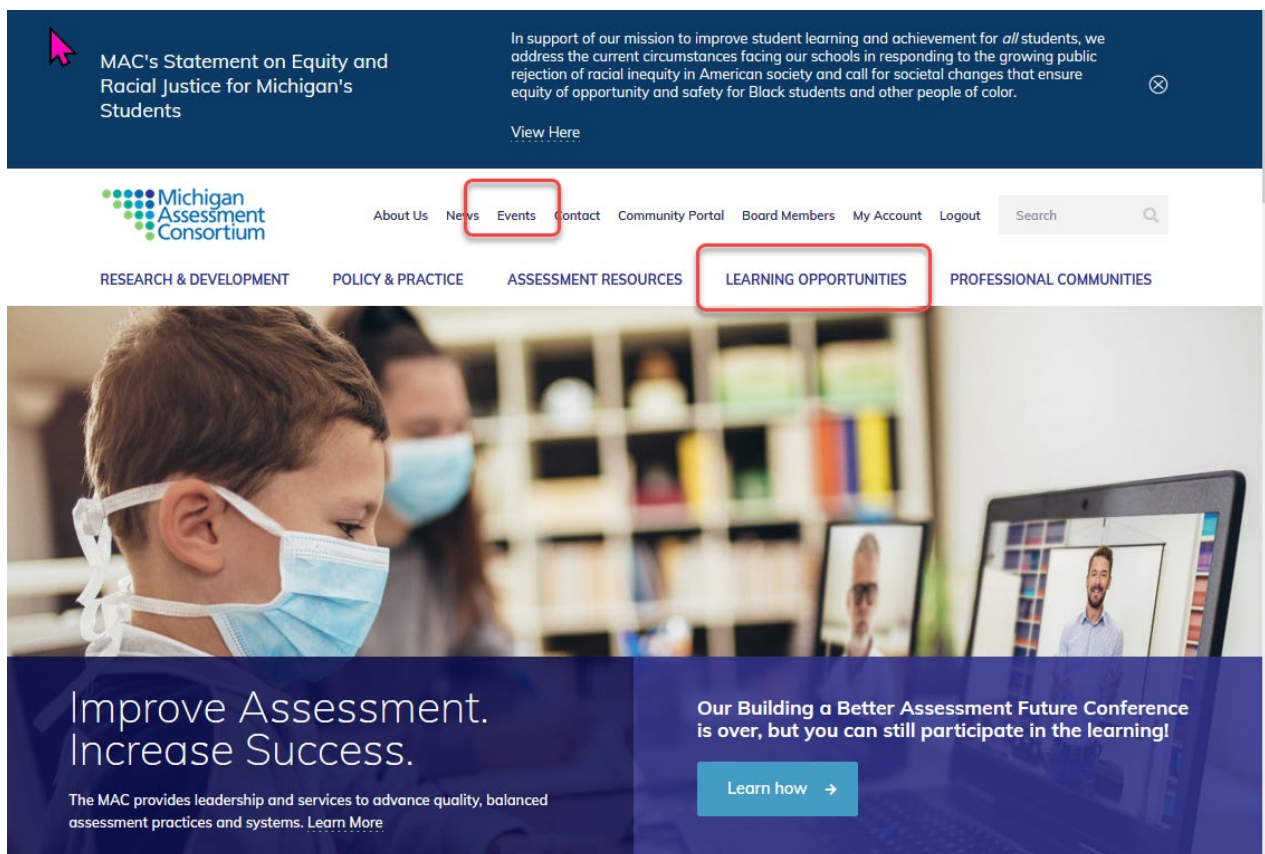 MAC's Statement on Equity and
Racial Justice for Michigan's
Students
In support of our mission to improve student learning and achievement for all students, we
address the current circumstances facing our schools in responding to the growing public
rejection of racial inequity in American society and call for societal changes that ensure
equity of opportunity and safety for Black students and other people of color.
View Here
Michigan
Assessment
Consortium
About Us News Events Contact Community Portal Board Members My Account Logout Search
RESEARCH & DEVELOPMENT POLICY & PRACTICE ASSESSMENT RESOURCES LEARNING OPPORTUNITIES PROFESSIONAL COMMUNITIES
Improve Assessment.
Increase Success.
The MAC provides leadership and services to advance quality, balanced
assessment practices and systems. Learn More
Our Building a Better Assessment Future Conference
is over, but you can still participate in the learning!
Learn how